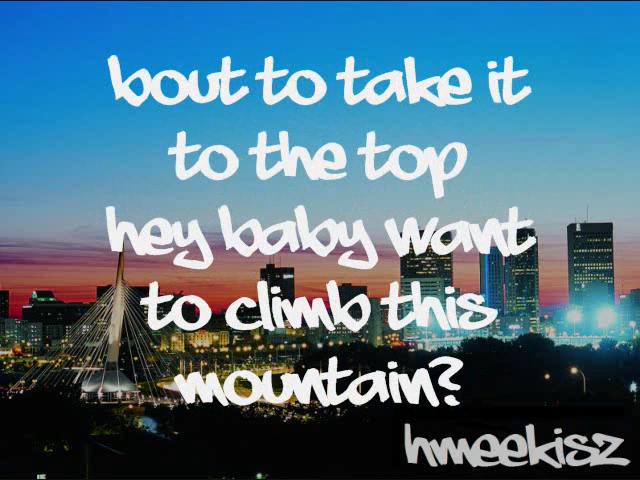 bout to take it
to the top
hey baby want
to climb this
mountain?
hmeekisz